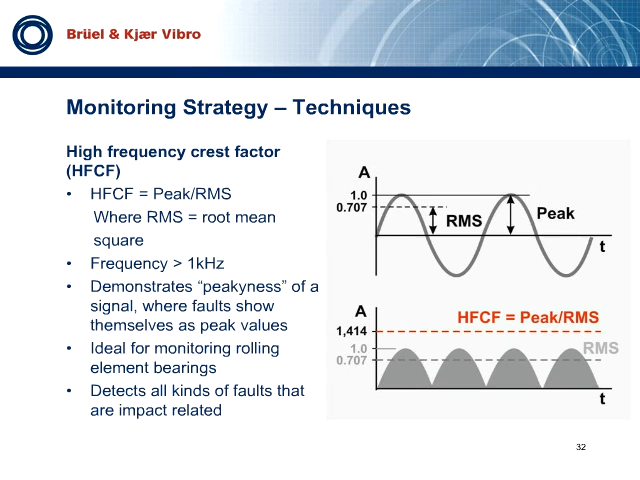 Brüel & Kjær Vibro
Monitoring Strategy – Techniques
High frequency crest factor
(HFCF)
• HFCF = Peak/RMS
Where RMS = root mean
square
• Frequency > 1kHz
• Demonstrates “peakyness” of a
signal, where faults show
themselves as peak values
• Ideal for monitoring rolling
element bearings
• Detects all kinds of faults that
are impact related
A
1.0
0.707
RMS
Peak
t
A
HFCF = Peak/RMS
1,414
1.0
RMS
0.707
t
32